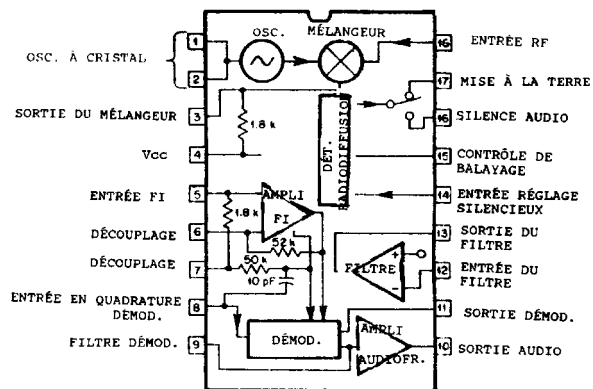 OSC. À CRISTAL
1
2
SORTIE DU MÉLANGEUR
3
Vcc
4
ENTRÉE FI
5
DÉCOUPLAGE
6
DÉCOUPLAGE
7
ENTRÉE EN QUADRATURE
DÉMOD.
8
FILTRE DÉMOD.
9
OSC.
MÉLANGEUR
1.8 k
DÉT.
RADIODIFFUSION
AMPLI
FI
1.8k
52k
50 k
10 pF
FILTRE
+
−
DÉMOD.
AMPLI
AUDIOFR.
16
ENTRÉE RF
17
MISE À LA TERRE
16
SILENCE AUDIO
15
CONTRÔLE DE
BALAYAGE
14
ENTRÉE RÉGLAGE
SILENCIEUX
13
SORTIE DU
FILTRE
12
ENTRÉE DU
FILTRE
11
SORTIE DÉMOD.
10
SORTIE AUDIO